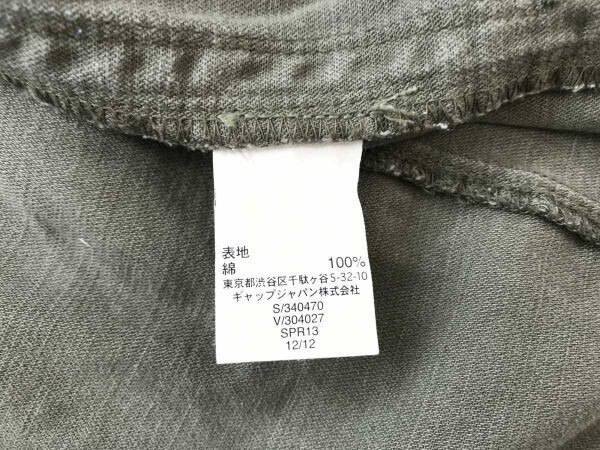 表地
綿 100%
東京都渋谷区千駄ヶ谷5-32-10
ギャップジャパン株式会社
S/340470
V/304027
SPR13
12/12